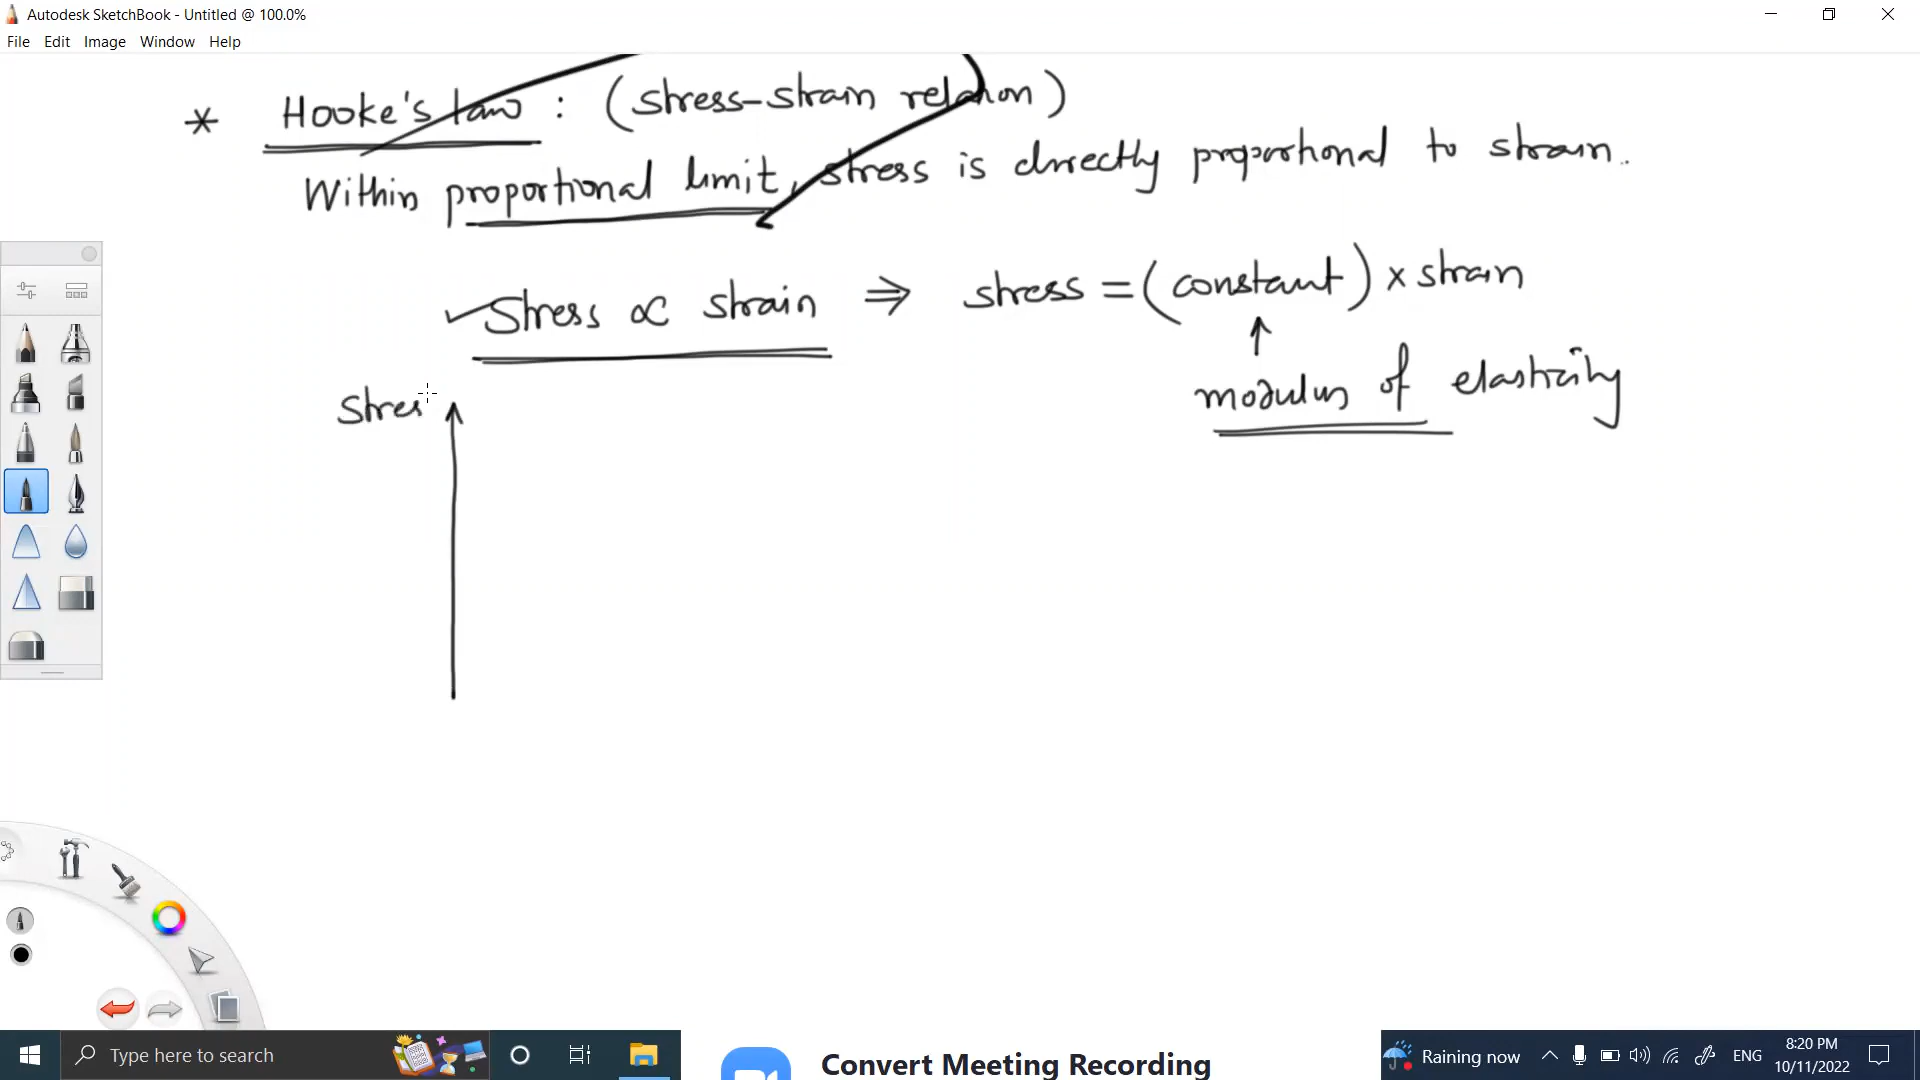 Autodesk SketchBook - Untitled @ 100.0%
File Edit Image Window Help
* Hooke's law : (stress-strain relation)
Within proportional limit, stress is directly proportional to strain.
Stress ∝ strain ⇒ stress = (constant) × strain
↑
modulus of elasticity
Stres
Type here to search
Convert Meeting Recording
Raining now
ENG
8:20 PM
10/11/2022